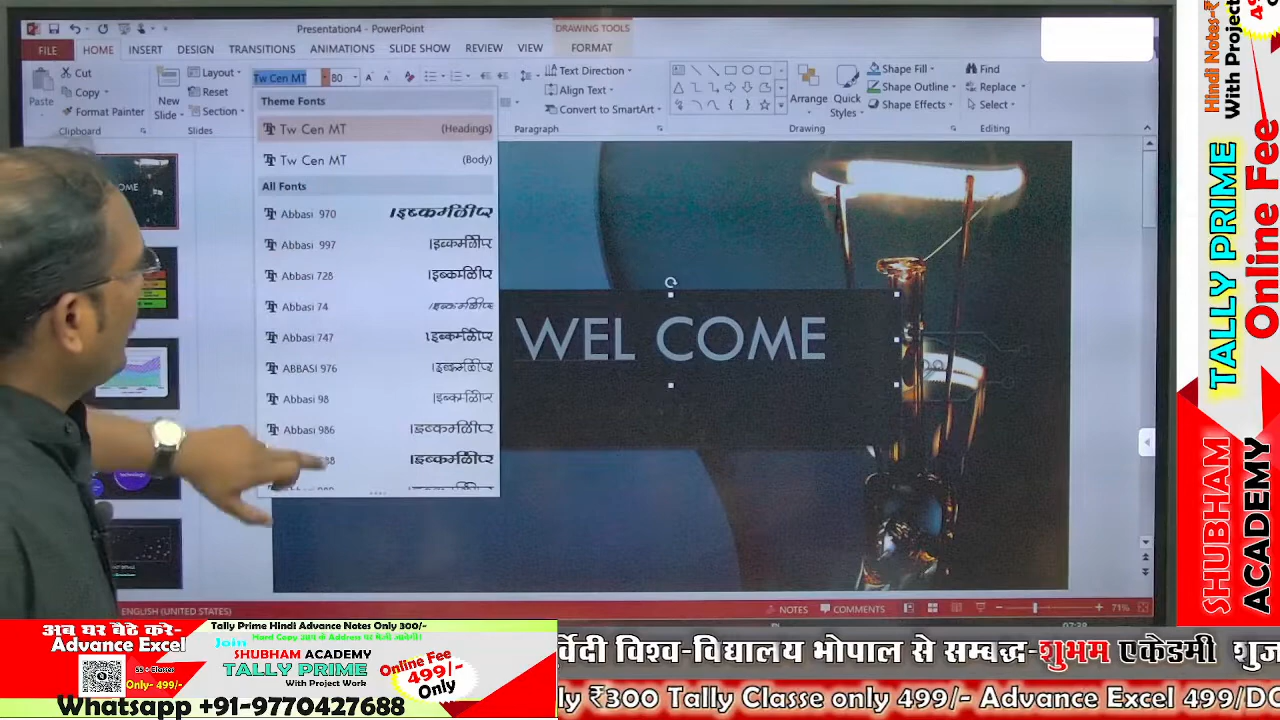 Presentation4 - PowerPoint
DRAWING TOOLS
FILE
HOME
INSERT
DESIGN
TRANSITIONS
ANIMATIONS
SLIDE SHOW
REVIEW
VIEW
FORMAT
Paste
Cut
Copy
Format Painter
Clipboard
New
Slide
Layout
Reset
Section
Slides
Tw Cen MT
80
Text Direction
Align Text
Convert to SmartArt
Paragraph
Arrange
Quick
Styles
Shape Fill
Shape Outline
Shape Effects
Drawing
Find
Replace
Select
Editing
Theme Fonts
Tw Cen MT (Headings)
Tw Cen MT (Body)
All Fonts
Abbasi 970
Abbasi 997
Abbasi 728
Abbasi 74
Abbasi 747
ABBASI 976
Abbasi 98
Abbasi 986
WEL COME
ENGLISH (UNITED STATES)
NOTES
COMMENTS
71%
Hindi Notes-₹
With Project
TALLY PRIME
Online Fee
SHUBHAM
ACADEMY
अब घर बैठे करे-
Advance Excel
55 + Classes
Only- 499/-
Tally Prime Hindi Advance Notes Only 300/-
Join
Hard Copy आप के Address पर भेजी जायेगी!
SHUBHAM ACADEMY
TALLY PRIME
With Project Work
Online Fee
499/-
Only
Whatsapp +91-9770427688
विश्व-विद्यालय भोपाल से सम्बद्ध-शुभम एकेडमी
₹300 Tally Classe only 499/- Advance Excel 499/DC